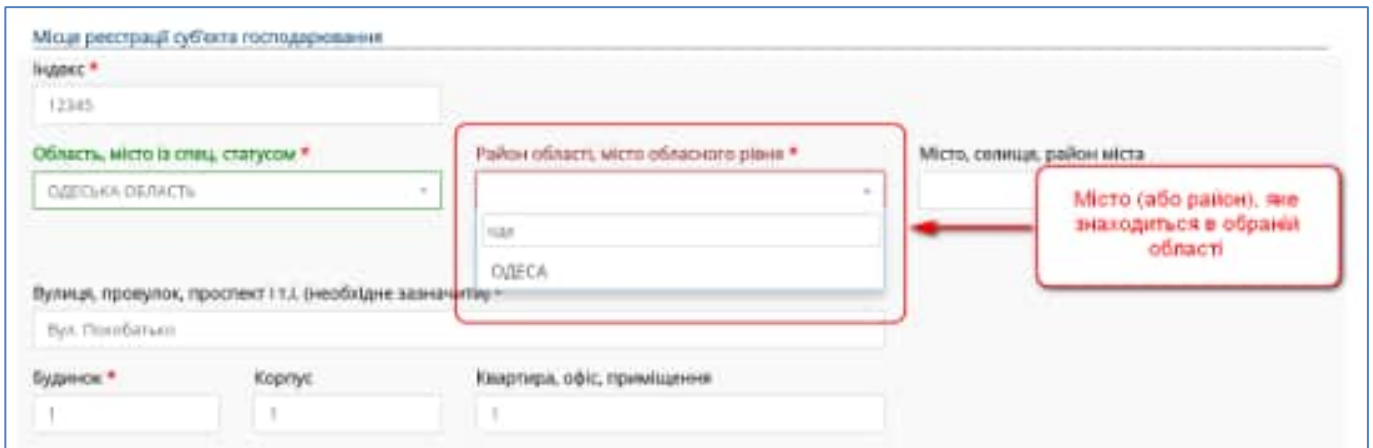 Місце реєстрації суб'єкта господарювання
Індекс *
12345
Область, місто із спец. статусом *
Район області, місто обласного рівня *
Місто, селище, район міста
ОДЕСЬКА ОБЛАСТЬ
Місто (або район), яке
знаходиться в обраній
області
ОДЕСА
Вулиця, провулок, проспект і т.і. (необхідне зазначити) *
Вул.
Будинок *
Корпус
Квартира, офіс, приміщення
1
1
1